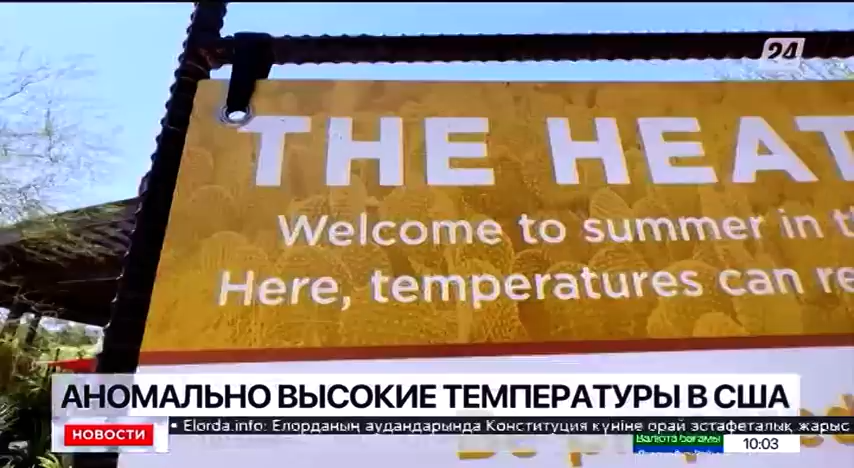 24
THE HEAT
Welcome to summer in t
Here, temperatures can re
АНОМАЛЬНО ВЫСОКИЕ ТЕМПЕРАТУРЫ В США
НОВОСТИ
• Elorda.info: Елорданың аудандарында Конституция күніне орай эстафеталық жарыс
Валюта бағамы
10:03